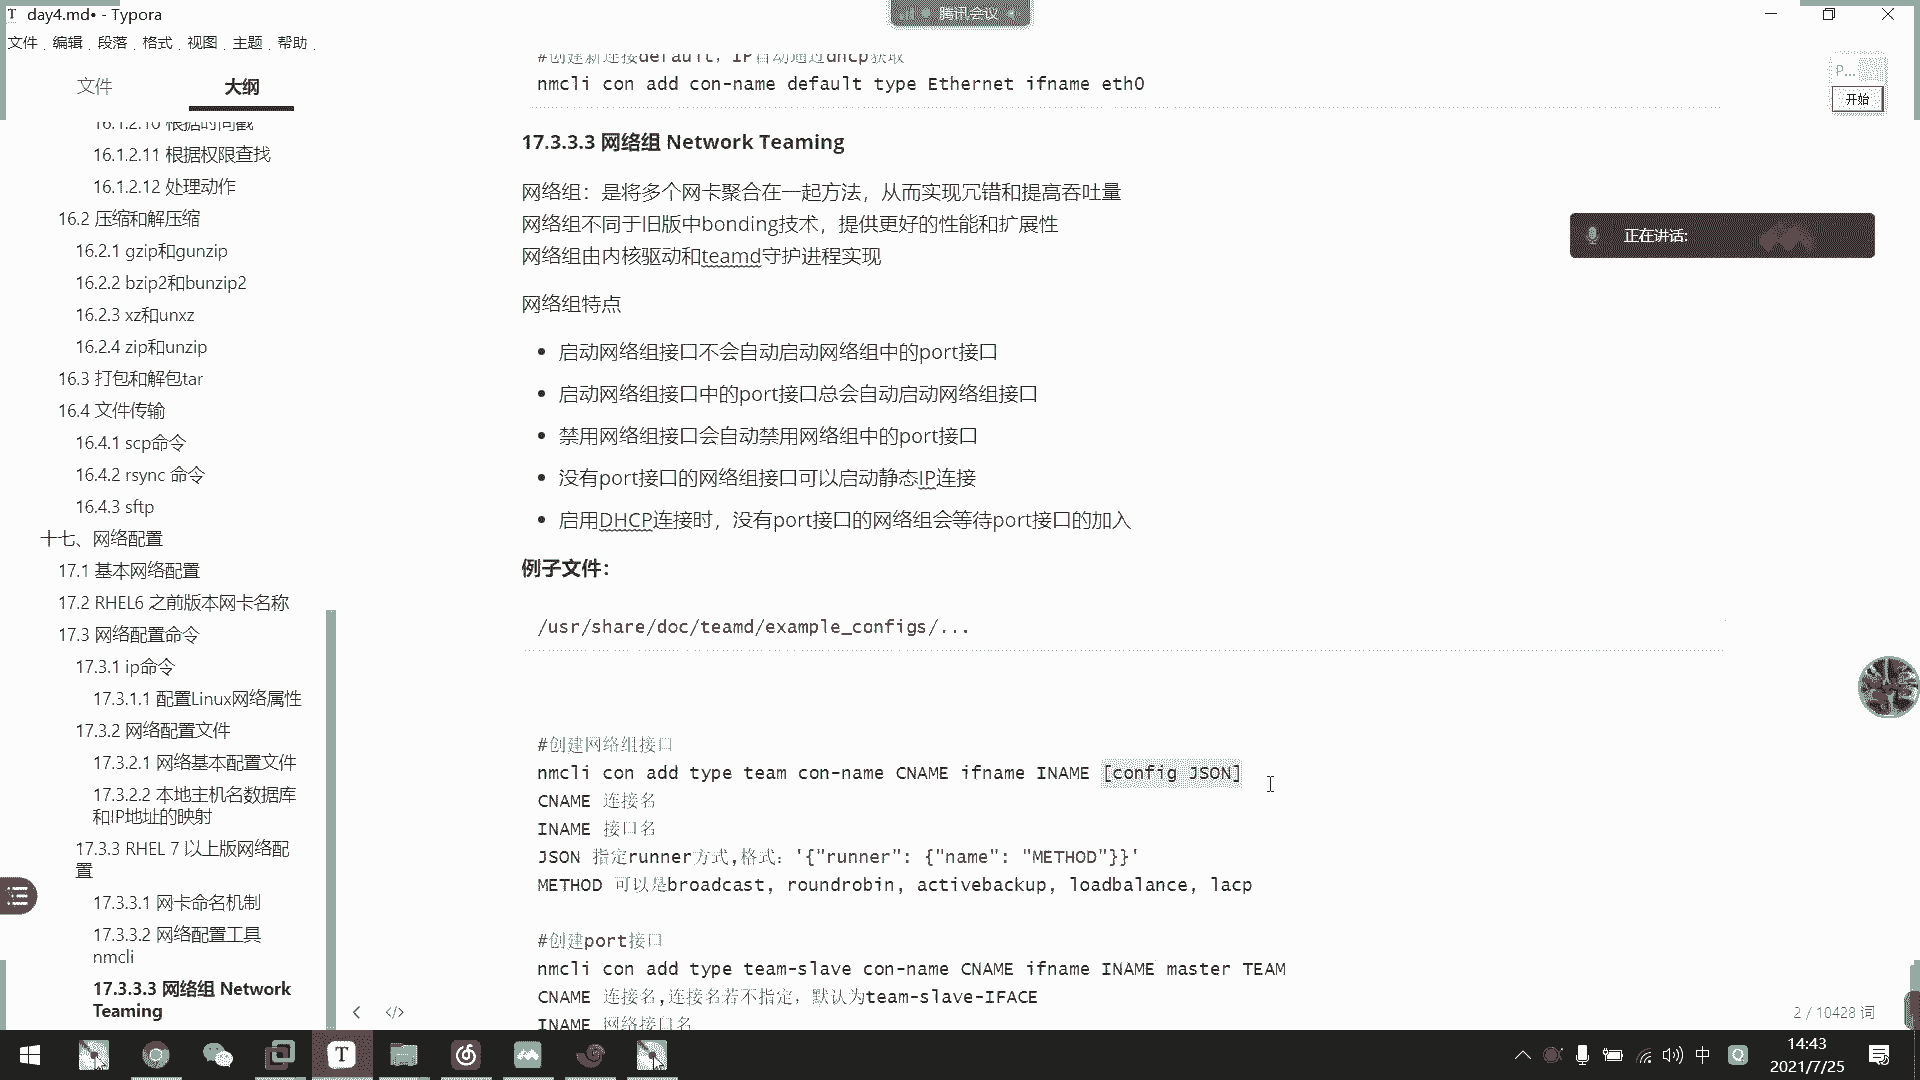 day4.md• - Typora
腾讯会议
文件 编辑 段落 格式 视图 主题 帮助
文件
大纲
16.1.2.10 根据时间戳
16.1.2.11 根据权限查找
16.1.2.12 处理动作
16.2 压缩和解压缩
16.2.1 gzip和gunzip
16.2.2 bzip2和bunzip2
16.2.3 xz和unxz
16.2.4 zip和unzip
16.3 打包和解包tar
16.4 文件传输
16.4.1 scp命令
16.4.2 rsync 命令
16.4.3 sftp
十七、网络配置
17.1 基本网络配置
17.2 RHEL6 之前版本网卡名称
17.3 网络配置命令
17.3.1 ip命令
17.3.1.1 配置Linux网络属性
17.3.2 网络配置文件
17.3.2.1 网络基本配置文件
17.3.2.2 本地主机名数据库
和IP地址的映射
17.3.3 RHEL 7 以上版网络配
置
17.3.3.1 网卡命名机制
17.3.3.2 网络配置工具
nmcli
17.3.3.3 网络组 Network
Teaming
#创建新连接default，IP自动通过dhcp获取
nmcli con add con-name default type Ethernet ifname eth0
17.3.3.3 网络组 Network Teaming
网络组：是将多个网卡聚合在一起方法，从而实现冗错和提高吞吐量
网络组不同于旧版中bonding技术，提供更好的性能和扩展性
网络组由内核驱动和teamd守护进程实现
网络组特点
• 启动网络组接口不会自动启动网络组中的port接口
• 启动网络组接口中的port接口总会自动启动网络组接口
• 禁用网络组接口会自动禁用网络组中的port接口
• 没有port接口的网络组接口可以启动静态IP连接
• 启用DHCP连接时，没有port接口的网络组会等待port接口的加入
例子文件：
/usr/share/doc/teamd/example_configs/...
#创建网络组接口
nmcli con add type team con-name CNAME ifname INAME [config JSON]
CNAME 连接名
INAME 接口名
JSON 指定runner方式,格式：'{"runner": {"name": "METHOD"}}'
METHOD 可以是broadcast, roundrobin, activebackup, loadbalance, lacp
#创建port接口
nmcli con add type team-slave con-name CNAME ifname INAME master TEAM
CNAME 连接名,连接名若不指定，默认为team-slave-IFACE
INAME 网络接口名
P...
开始
正在讲话:
2 / 10428 词
中
14:43
2021/7/25